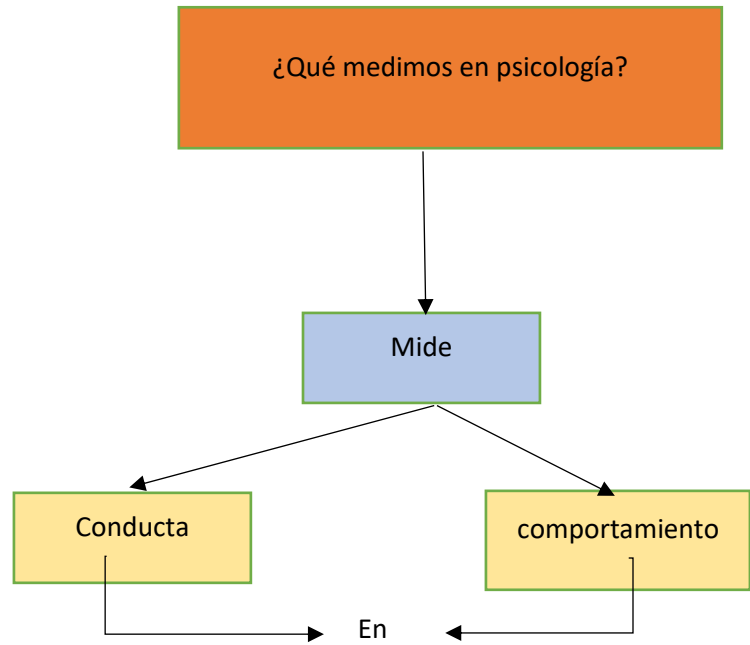 ¿Qué medimos en psicología?
Mide
Conducta
comportamiento
En